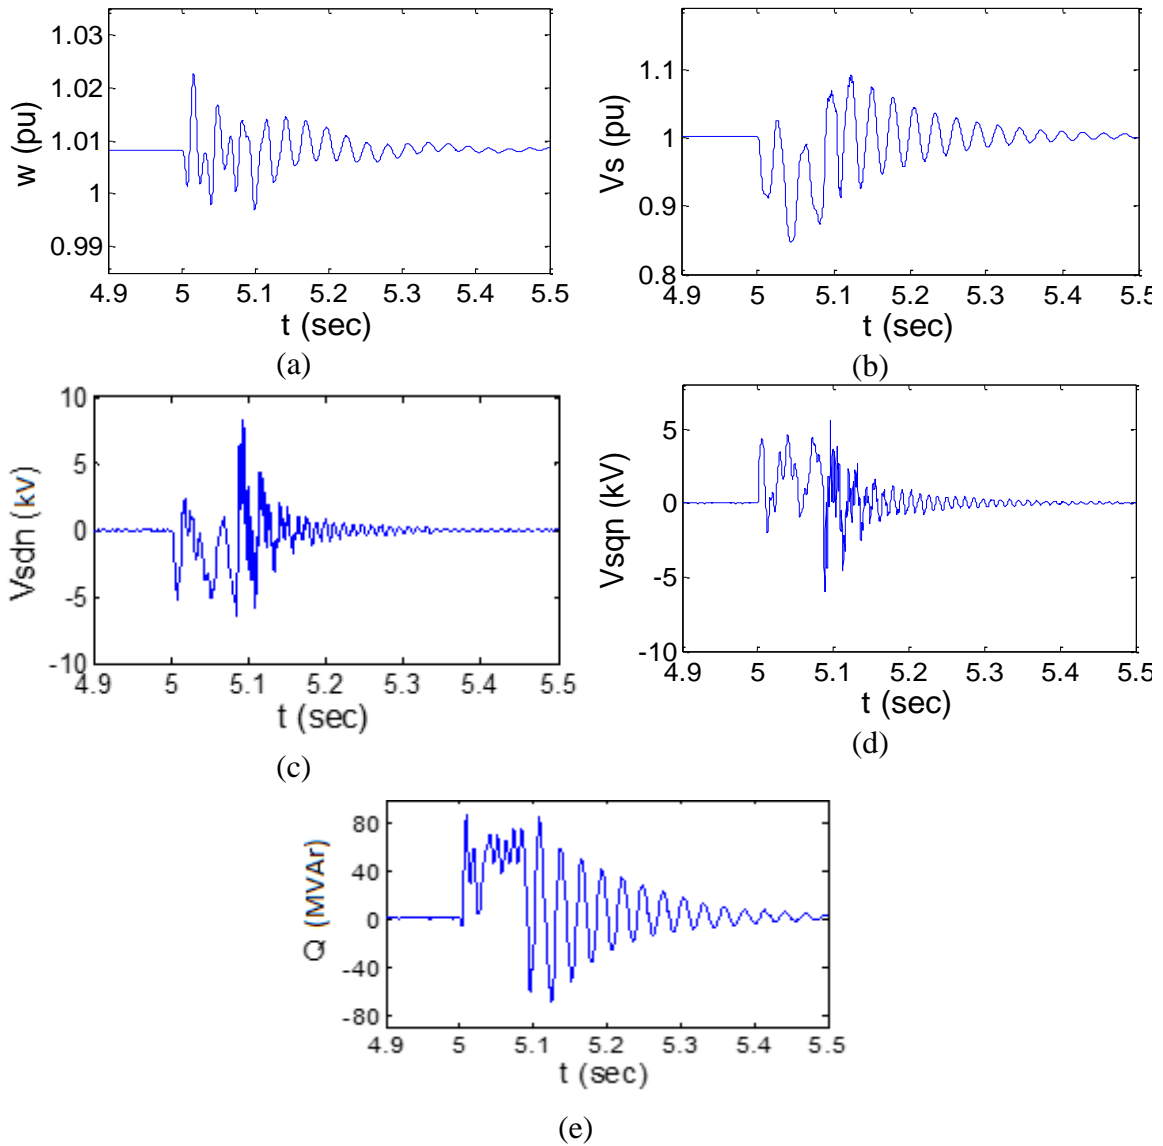 1.03
1.02
1.01
1
0.99
w (pu)
4.9 5 5.1 5.2 5.3 5.4 5.5
t (sec)
(a)
1.1
1
0.9
0.8
Vs (pu)
4.9 5 5.1 5.2 5.3 5.4 5.5
t (sec)
(b)
10
5
0
-5
-10
Vsdn (kv)
4.9 5 5.1 5.2 5.3 5.4 5.5
t (sec)
(c)
5
0
-5
-10
Vsqn (kV)
4.9 5 5.1 5.2 5.3 5.4 5.5
t (sec)
(d)
80
40
0
-40
-80
Q (MVAr)
4.9 5 5.1 5.2 5.3 5.4 5.5
t (sec)
(e)